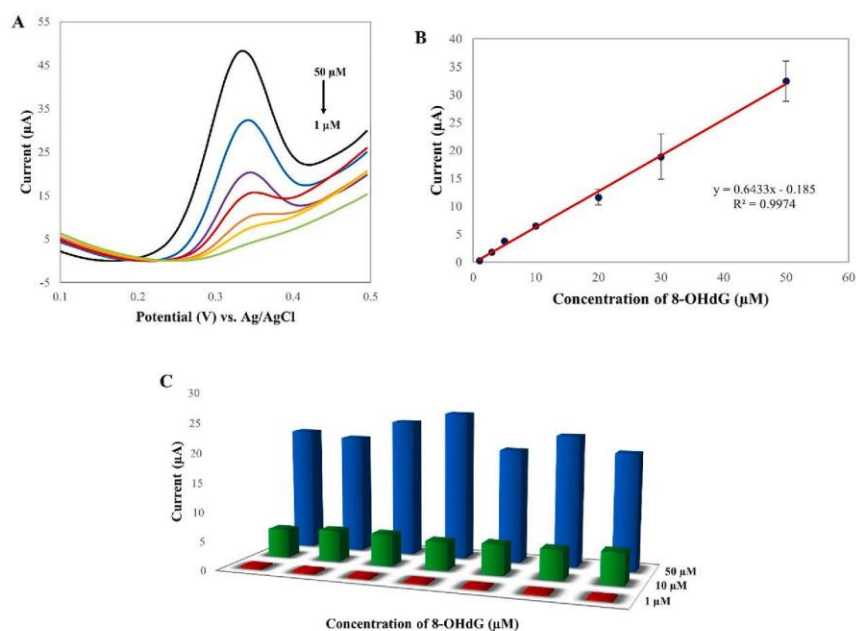 A
55
45
35
25
15
5
-5
Current (µA)
50 µM
1 µM
0.1 0.2 0.3 0.4 0.5
Potential (V) vs. Ag/AgCl
B
40
35
30
25
20
15
10
5
0
Current (µA)
y = 0.6433x - 0.185
R² = 0.9974
0 10 20 30 40 50 60
Concentration of 8-OHdG (µM)
C
30
25
20
15
10
5
0
Current (µA)
50 µM
10 µM
1 µM
Concentration of 8-OHdG (µM)